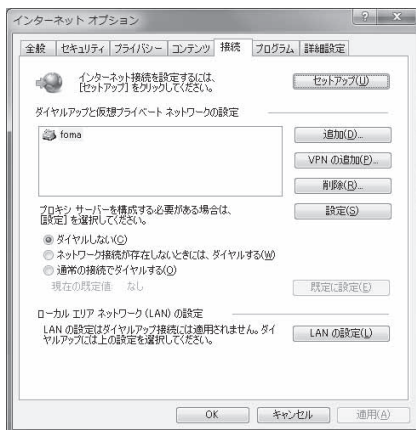 インターネット オプション
全般 セキュリティ プライバシー コンテンツ 接続 プログラム 詳細設定
インターネット接続を設定するには、
[セットアップ] をクリックしてください。
セットアップ(U)
ダイヤルアップと仮想プライベート ネットワークの設定
foma
追加(D)...
VPN の追加(P)...
削除(R)...
プロキシ サーバーを構成する必要がある場合は、
[設定] を選択してください。
設定(S)
ダイヤルしない(C)
ネットワーク接続が存在しないときには、ダイヤルする(W)
通常の接続でダイヤルする(O)
現在の既定値: なし
既定に設定(E)
ローカル エリア ネットワーク (LAN) の設定
LAN の設定はダイヤルアップ接続には適用されません。ダイ
ヤルアップには上の設定を選択してください。
LAN の設定(L)
OK キャンセル 適用(A)